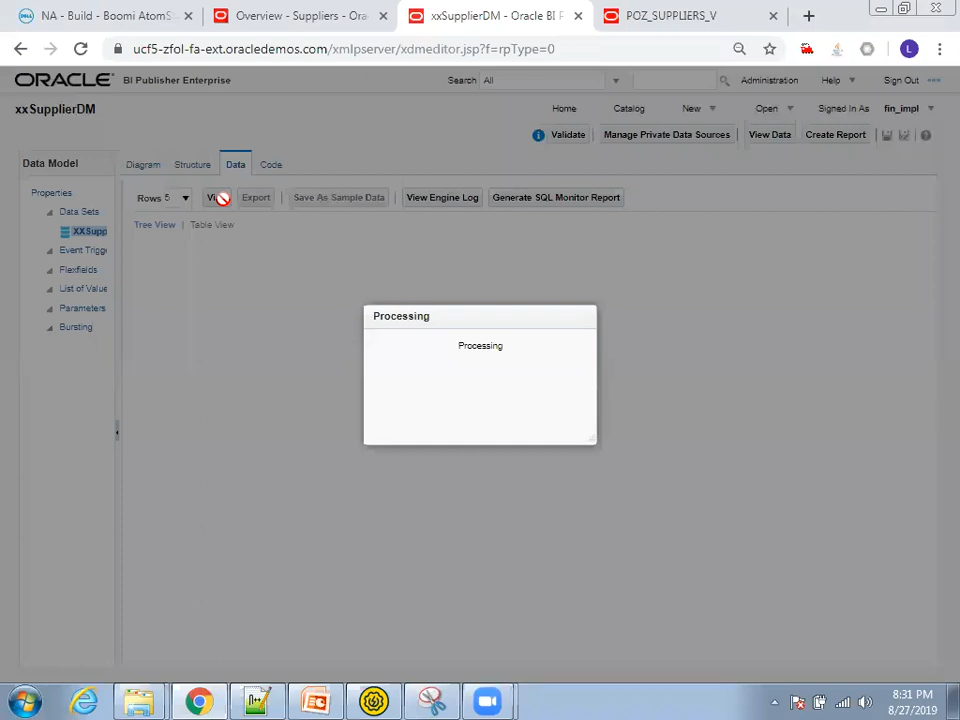 NA - Build - Boomi AtomS
Overview - Suppliers - Ora
xxSupplierDM - Oracle BI P
POZ_SUPPLIERS_V
ucf5-zfol-fa-ext.oracledemos.com/xmlpserver/xdmeditor.jsp?f=rpType=0
L
ORACLE BI Publisher Enterprise
Search All
Administration
Help
Sign Out
xxSupplierDM
Home
Catalog
New
Open
Signed In As
fin_impl
Validate
Manage Private Data Sources
View Data
Create Report
Data Model
Diagram
Structure
Data
Code
Properties
Data Sets
XXSupp
Event Trigge
Flexfields
List of Value
Parameters
Bursting
Rows 5
Export
Save As Sample Data
View Engine Log
Generate SQL Monitor Report
Tree View | Table View
Processing
Processing
8:31 PM
8/27/2019